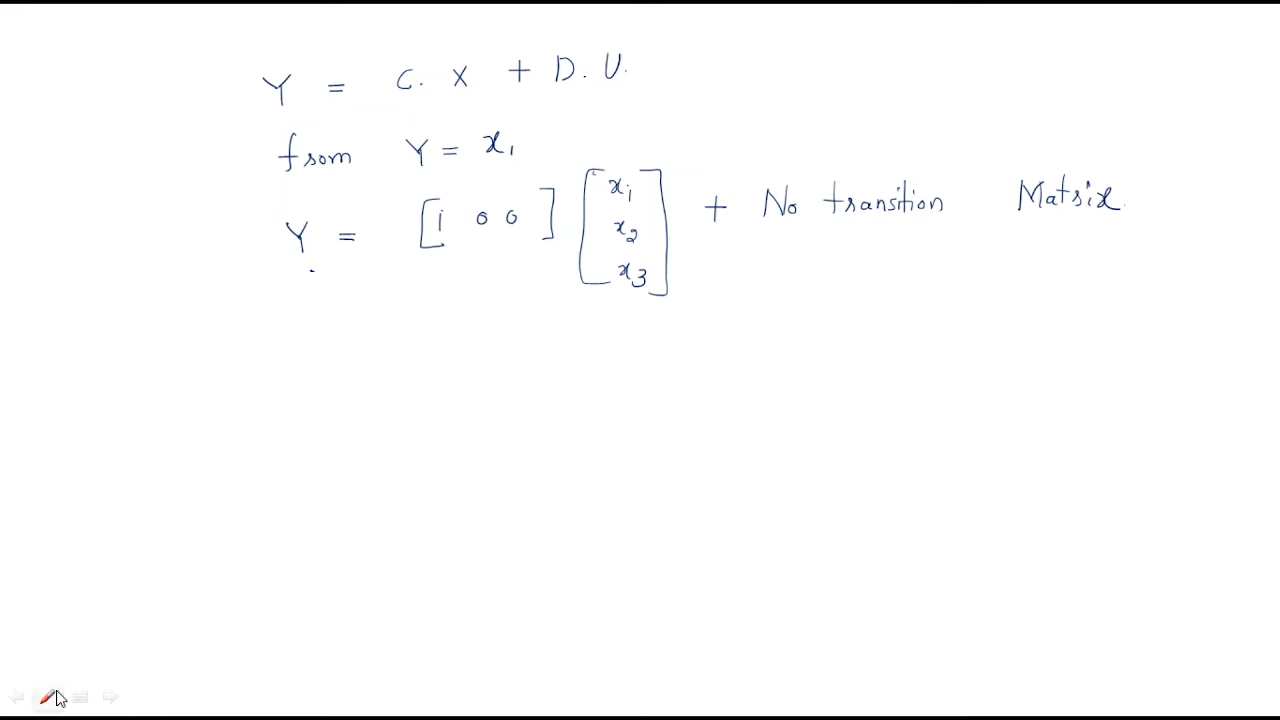 Y = C. X + D. U.
from Y = x₁
Y = [1 0 0] [x₁ x₂ x₃] + No transition Matrix.